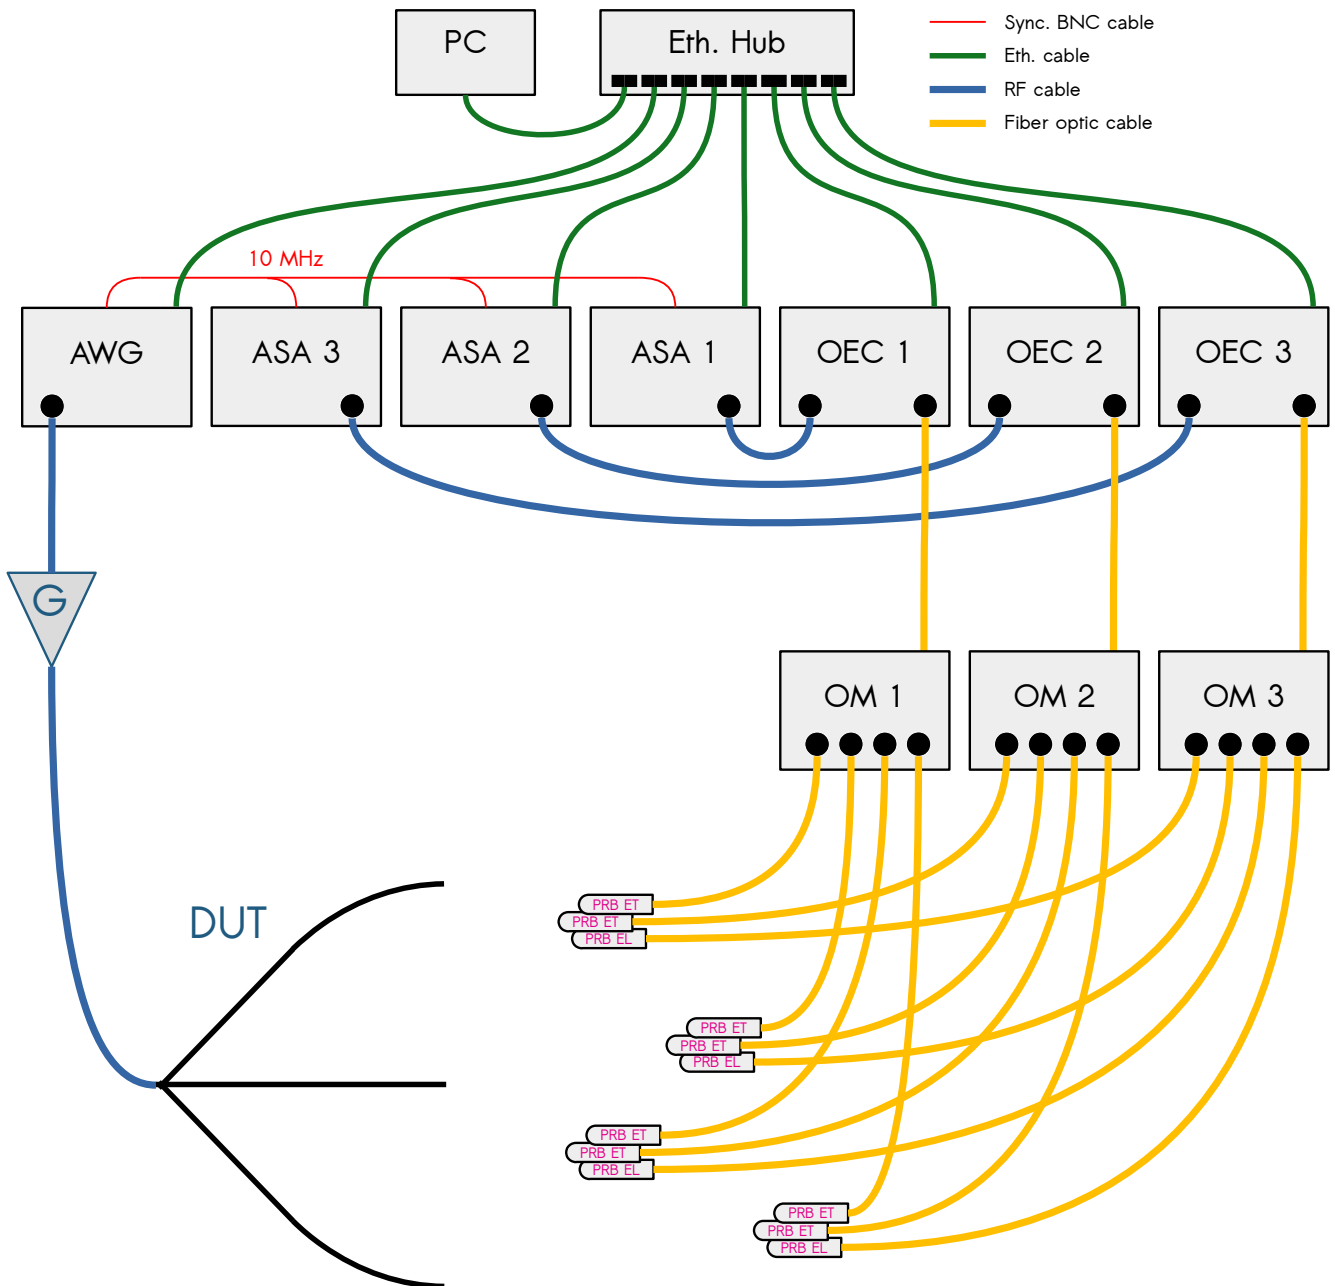 PC
Eth. Hub
Sync. BNC cable
Eth. cable
RF cable
Fiber optic cable
10 MHz
AWG
ASA 3
ASA 2
ASA 1
OEC 1
OEC 2
OEC 3
G
OM 1
OM 2
OM 3
DUT
PRB ET
PRB ET
PRB EL
PRB ET
PRB ET
PRB EL
PRB ET
PRB ET
PRB EL
PRB ET
PRB ET
PRB EL